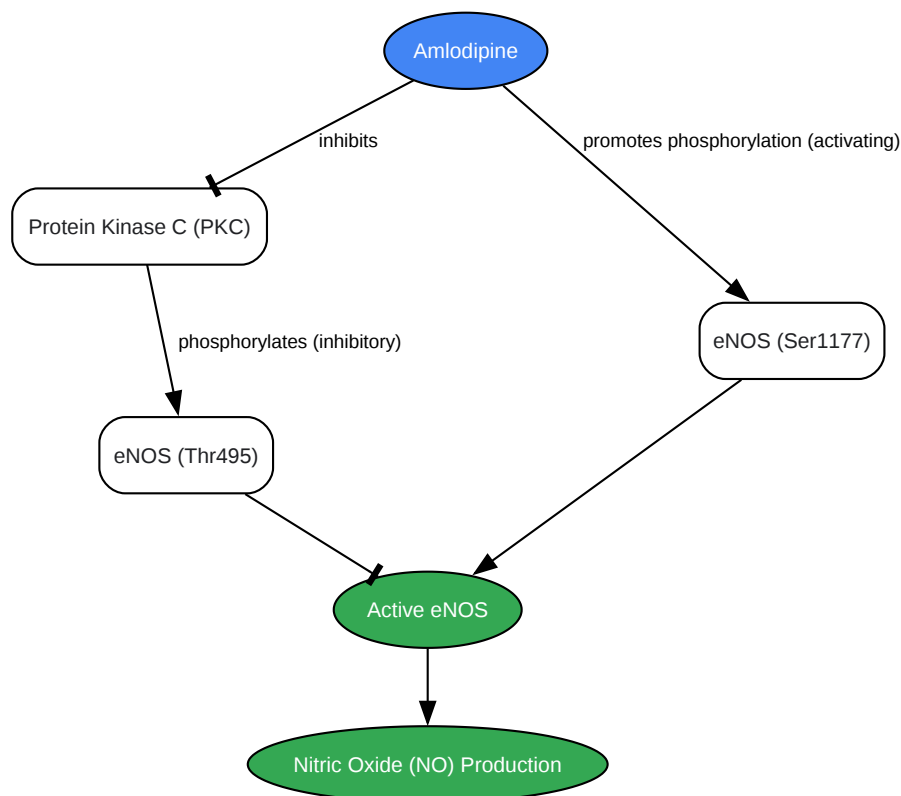 Amlodipine
inhibits
promotes phosphorylation (activating)
Protein Kinase C (PKC)
phosphorylates (inhibitory)
eNOS (Ser1177)
eNOS (Thr495)
Active eNOS
Nitric Oxide (NO) Production